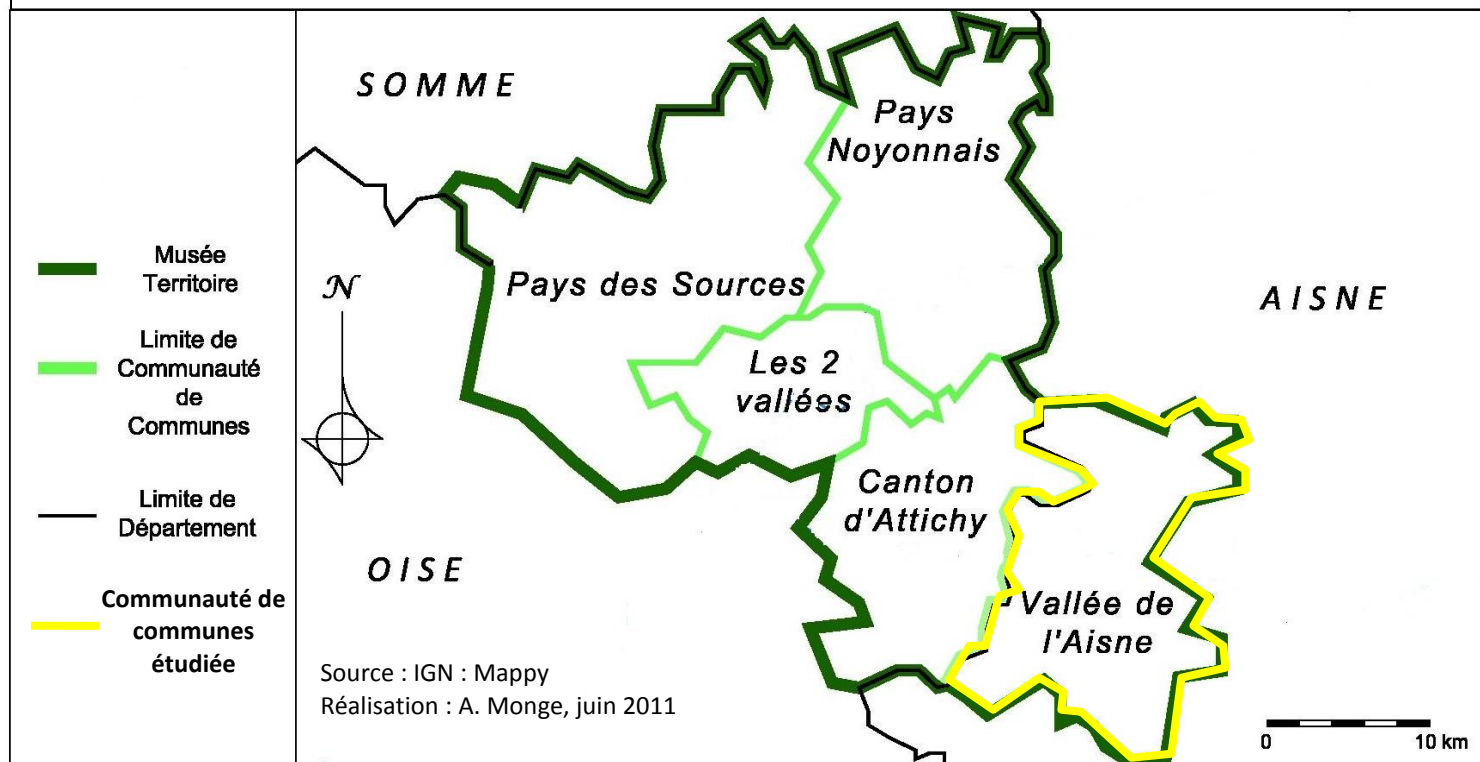 Musée
Territoire
Limite de
Communauté
de
Communes
Limite de
Département
Communauté de
communes
étudiée
N
SOMME
Pays
Noyonnais
Pays des Sources
AISNE
Les 2
vallées
Canton
d'Attichy
OISE
Vallée de
l'Aisne
Source : IGN : Mappy
Réalisation : A. Monge, juin 2011
0 10 km